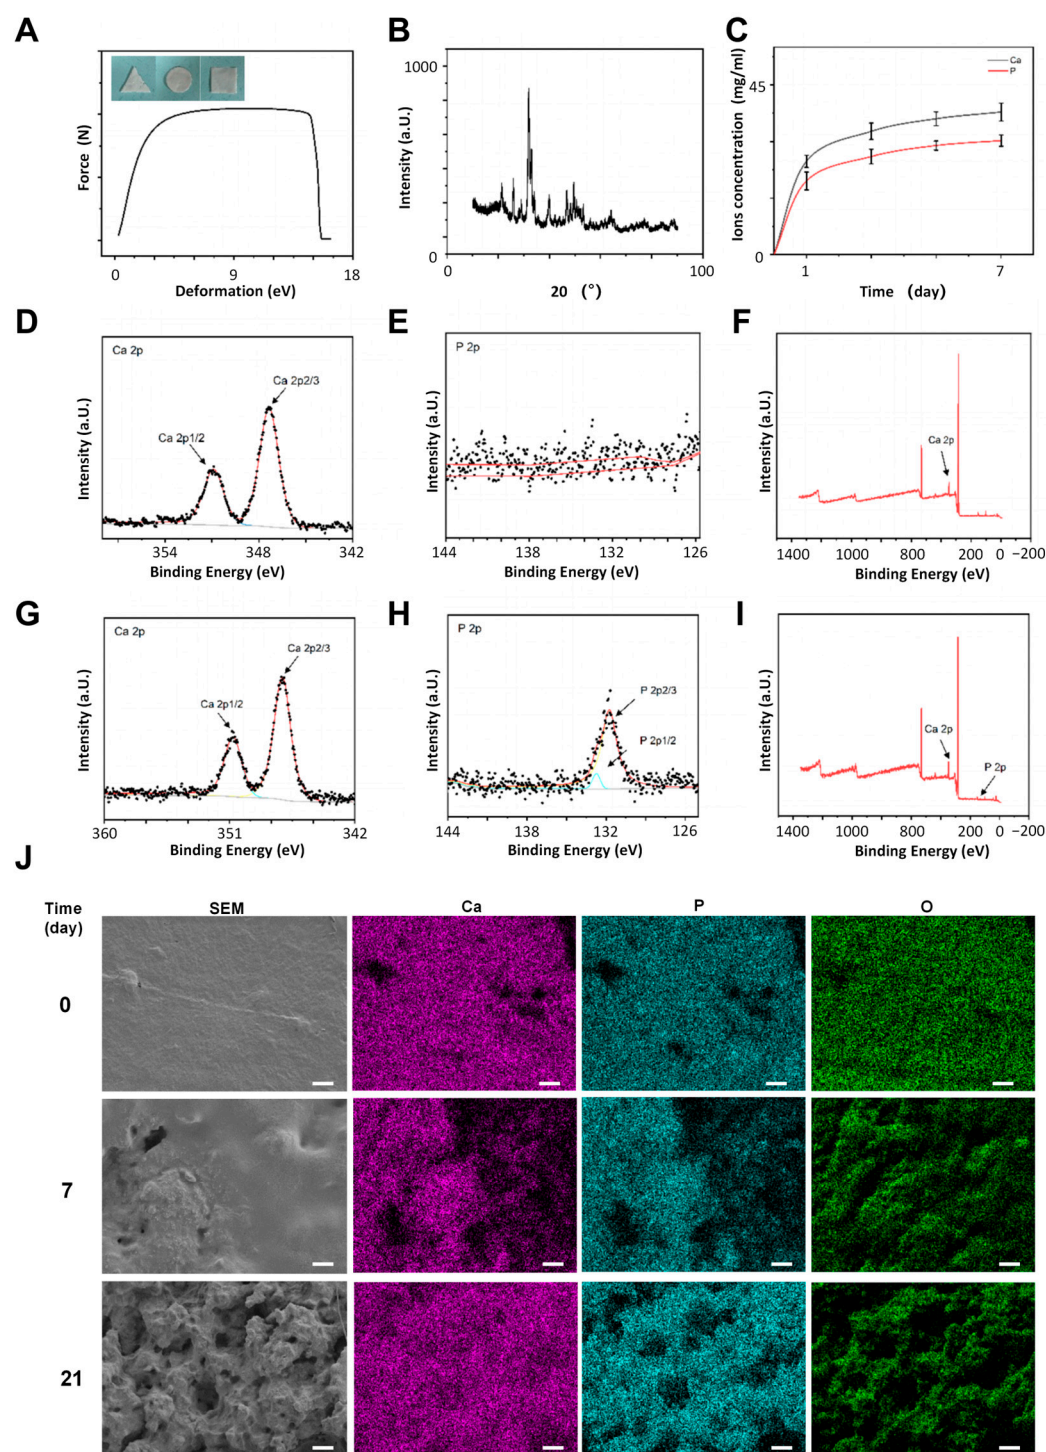 A
Force (N)
0
9
18
Deformation (eV)
B
1000
Intensity (a.U.)
0
0
100
20 (°)
C
Ca
P
45
Ions concentration (mg/ml)
0
1
7
Time (day)
D
Ca 2p
Ca 2p2/3
Ca 2p1/2
Intensity (a.U.)
354
347
342
Binding Energy (eV)
E
P 2p
Intensity (a.U.)
144
138
132
126
Binding Energy (eV)
F
Ca 2p
Intensity (a.U.)
1400
1000
800
200
0
−200
Binding Energy (eV)
G
Ca 2p
Ca 2p2/3
Ca 2p1/2
Intensity (a.U.)
360
351
342
Binding Energy (eV)
H
P 2p
P 2p2/3
P 2p1/2
Intensity (a.U.)
144
138
132
126
Binding Energy (eV)
I
Ca 2p
P 2p
Intensity (a.U.)
1400
1000
800
200
0
−200
Binding Energy (eV)
J
Time
(day)
SEM
Ca
P
O
0
7
21